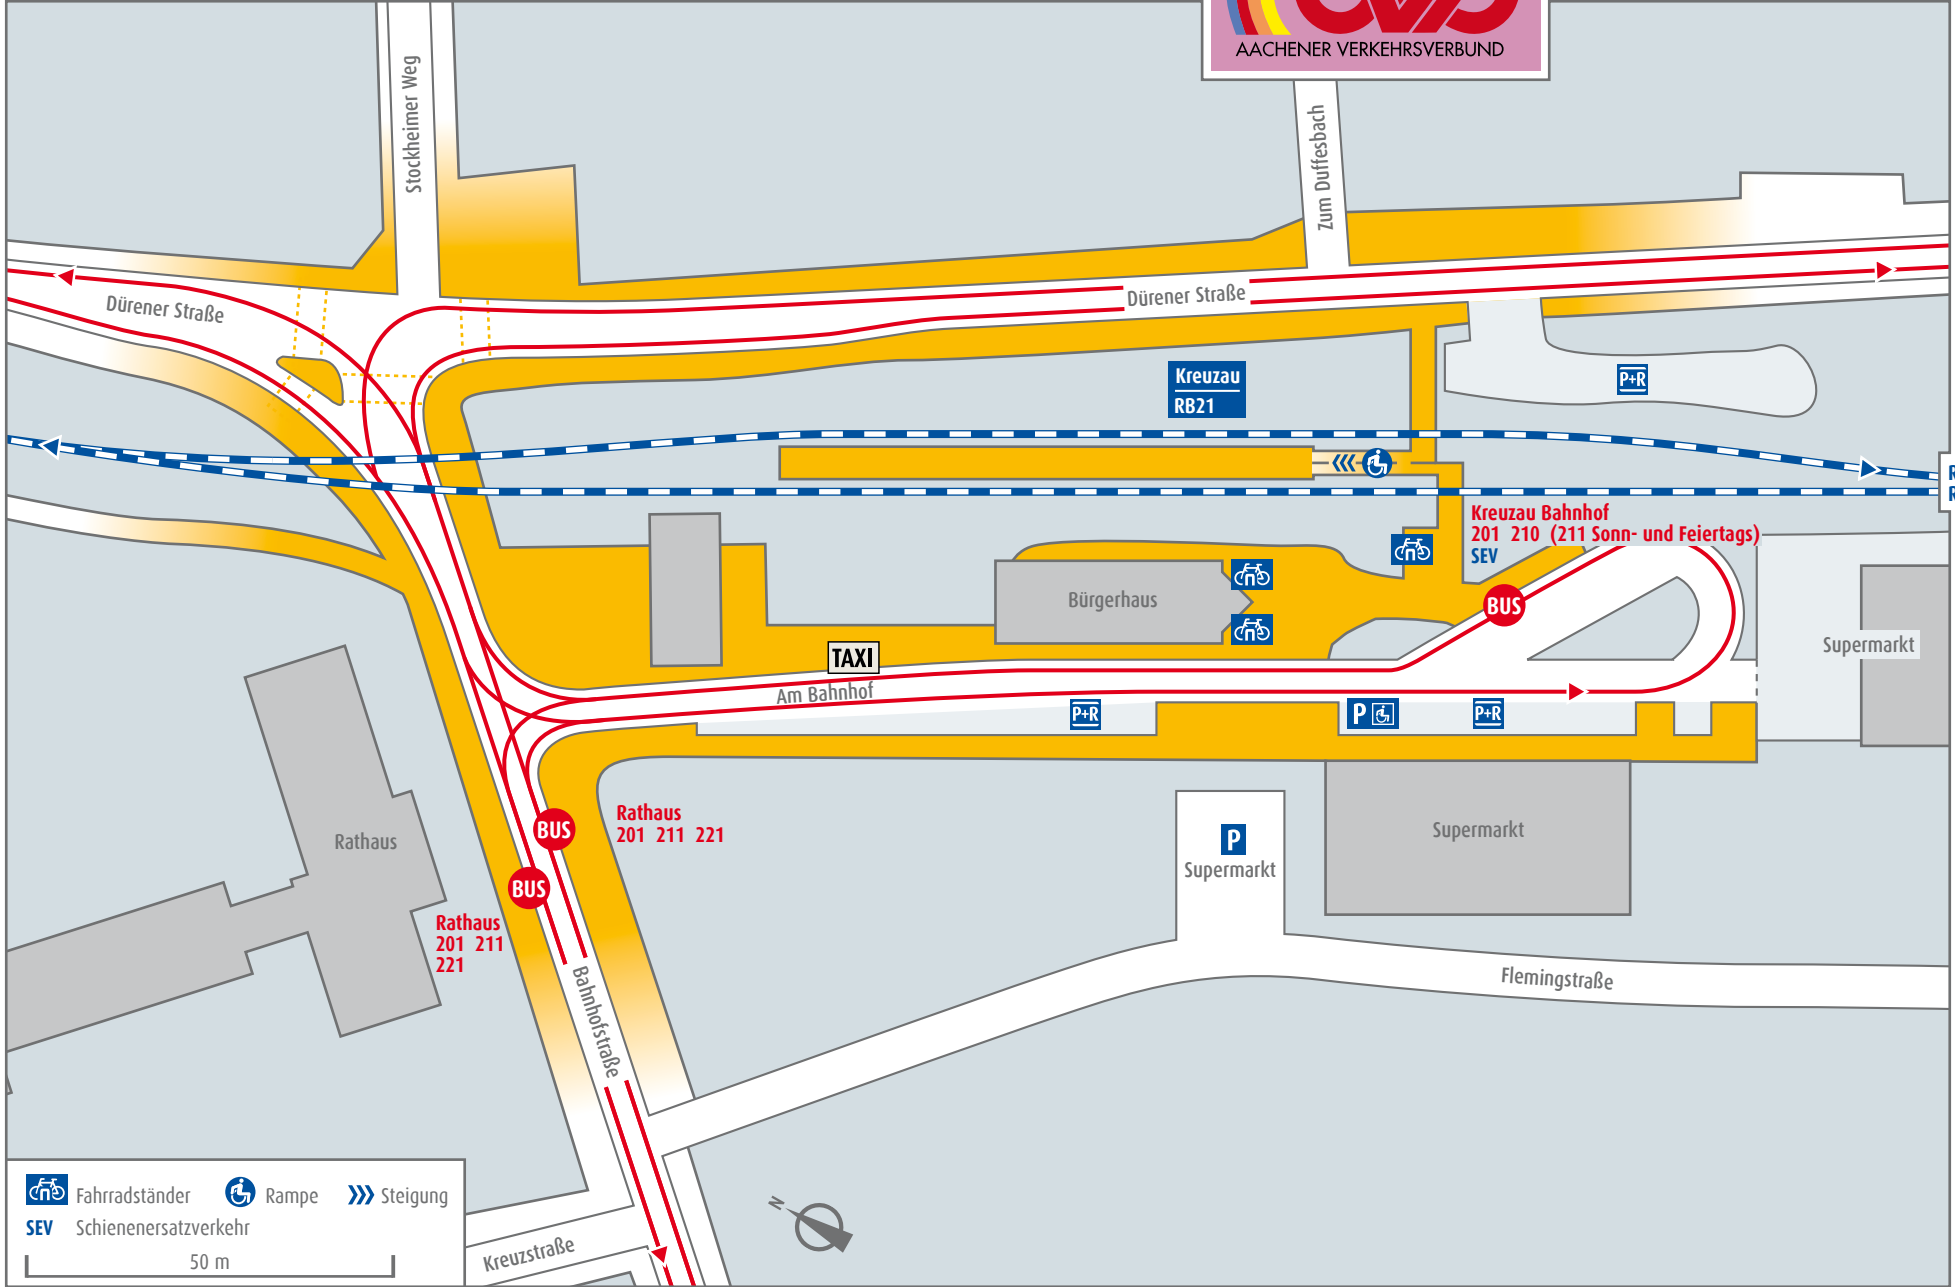 AACHENER VERKEHRSVERBUND
Stockheimer Weg
Zum Duffesbach
Dürener Straße
Dürener Straße
P+R
Kreuzau
RB21
Kreuzau Bahnhof
201 210 (211 Sonn- und Feiertags)
SEV
BUS
Bürgerhaus
Supermarkt
TAXI
Am Bahnhof
P+R
P
P+R
Rathaus
201 211 221
BUS
Rathaus
BUS
Rathaus
201 211
221
P
Supermarkt
Supermarkt
Bahnhofstraße
Flemingstraße
Kreuzstraße
N
Fahrradständer
Rampe
Steigung
SEV Schienenersatzverkehr
50 m